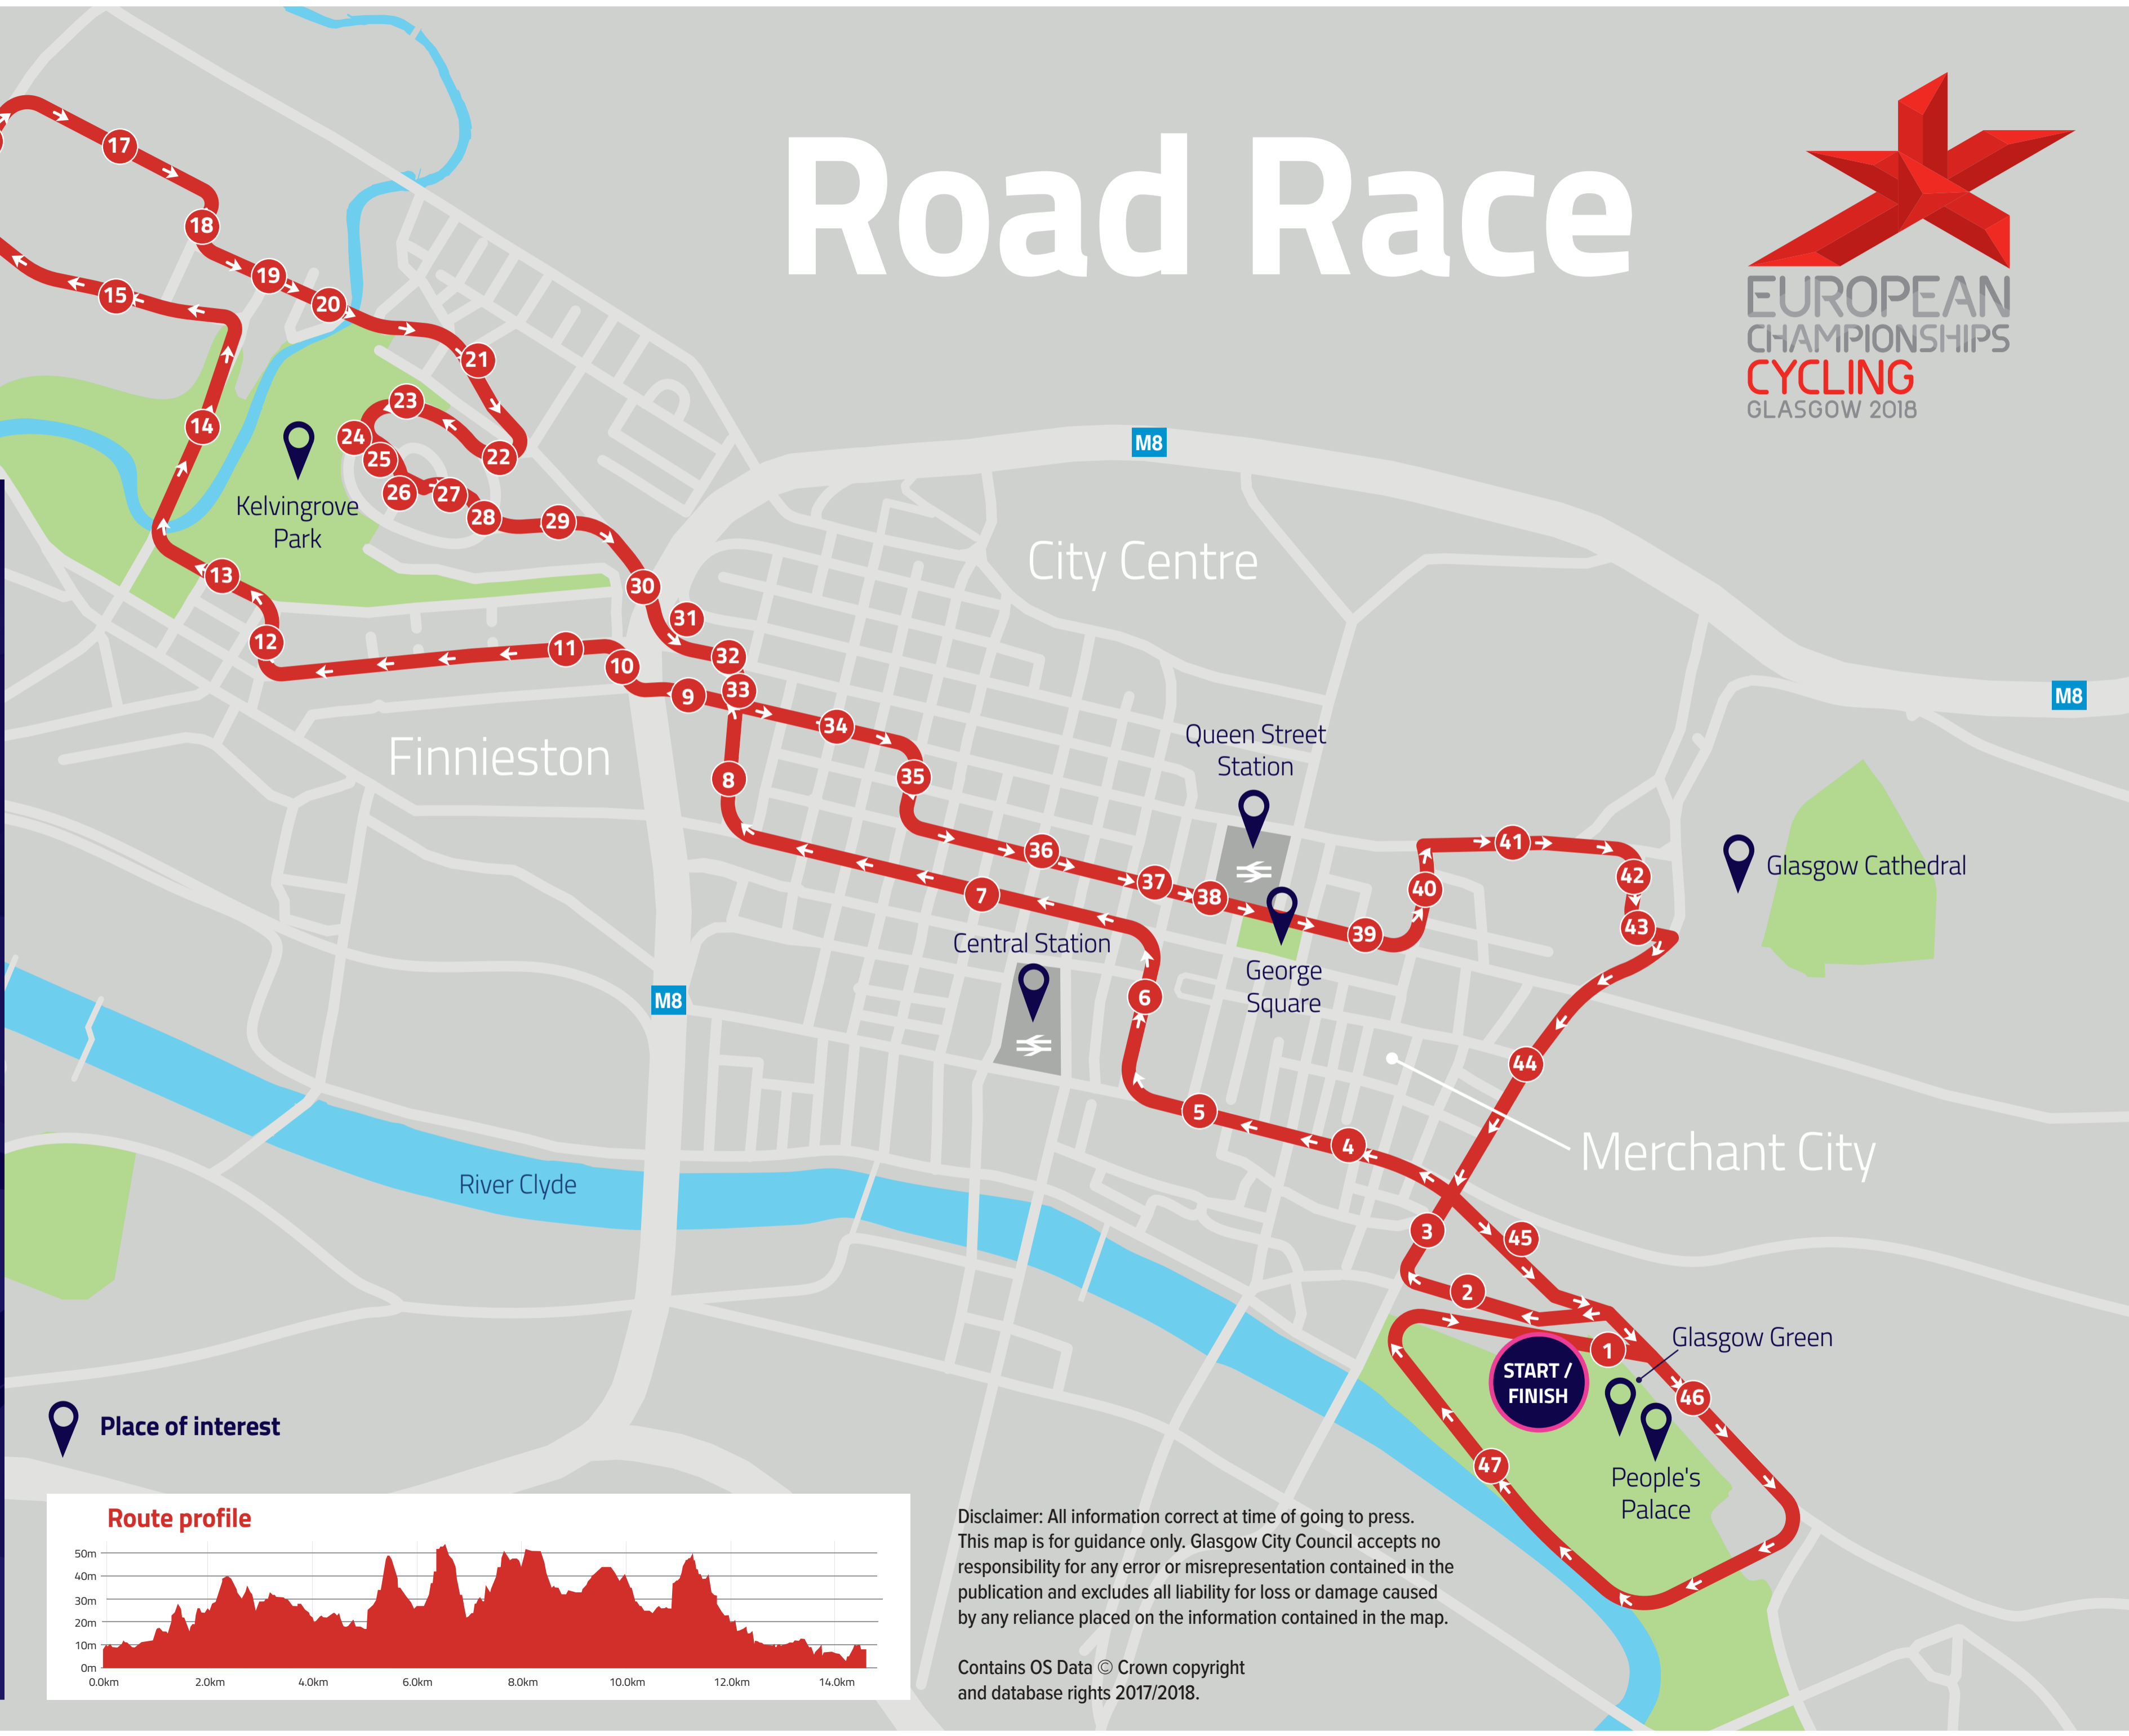 Road Race
EUROPEAN
CHAMPIONSHIPS
CYCLING
GLASGOW 2018
17
18
19
20
15
21
14
23
24
25
22
26
27
28
29
Kelvingrove
Park
13
12
11
10
30
31
32
33
9
34
35
8
36
37
38
7
39
40
41
42
43
6
44
5
4
3
45
2
1
46
47
M8
M8
M8
City Centre
Finnieston
Queen Street
Station
Glasgow Cathedral
Central Station
George
Square
Merchant City
River Clyde
Glasgow Green
START /
FINISH
People's
Palace
Place of interest
Route profile
50m
40m
30m
20m
10m
0m
0.0km 2.0km 4.0km 6.0km 8.0km 10.0km 12.0km 14.0km
Disclaimer: All information correct at time of going to press.
This map is for guidance only. Glasgow City Council accepts no
responsibility for any error or misrepresentation contained in the
publication and excludes all liability for loss or damage caused
by any reliance placed on the information contained in the map.
Contains OS Data © Crown copyright
and database rights 2017/2018.